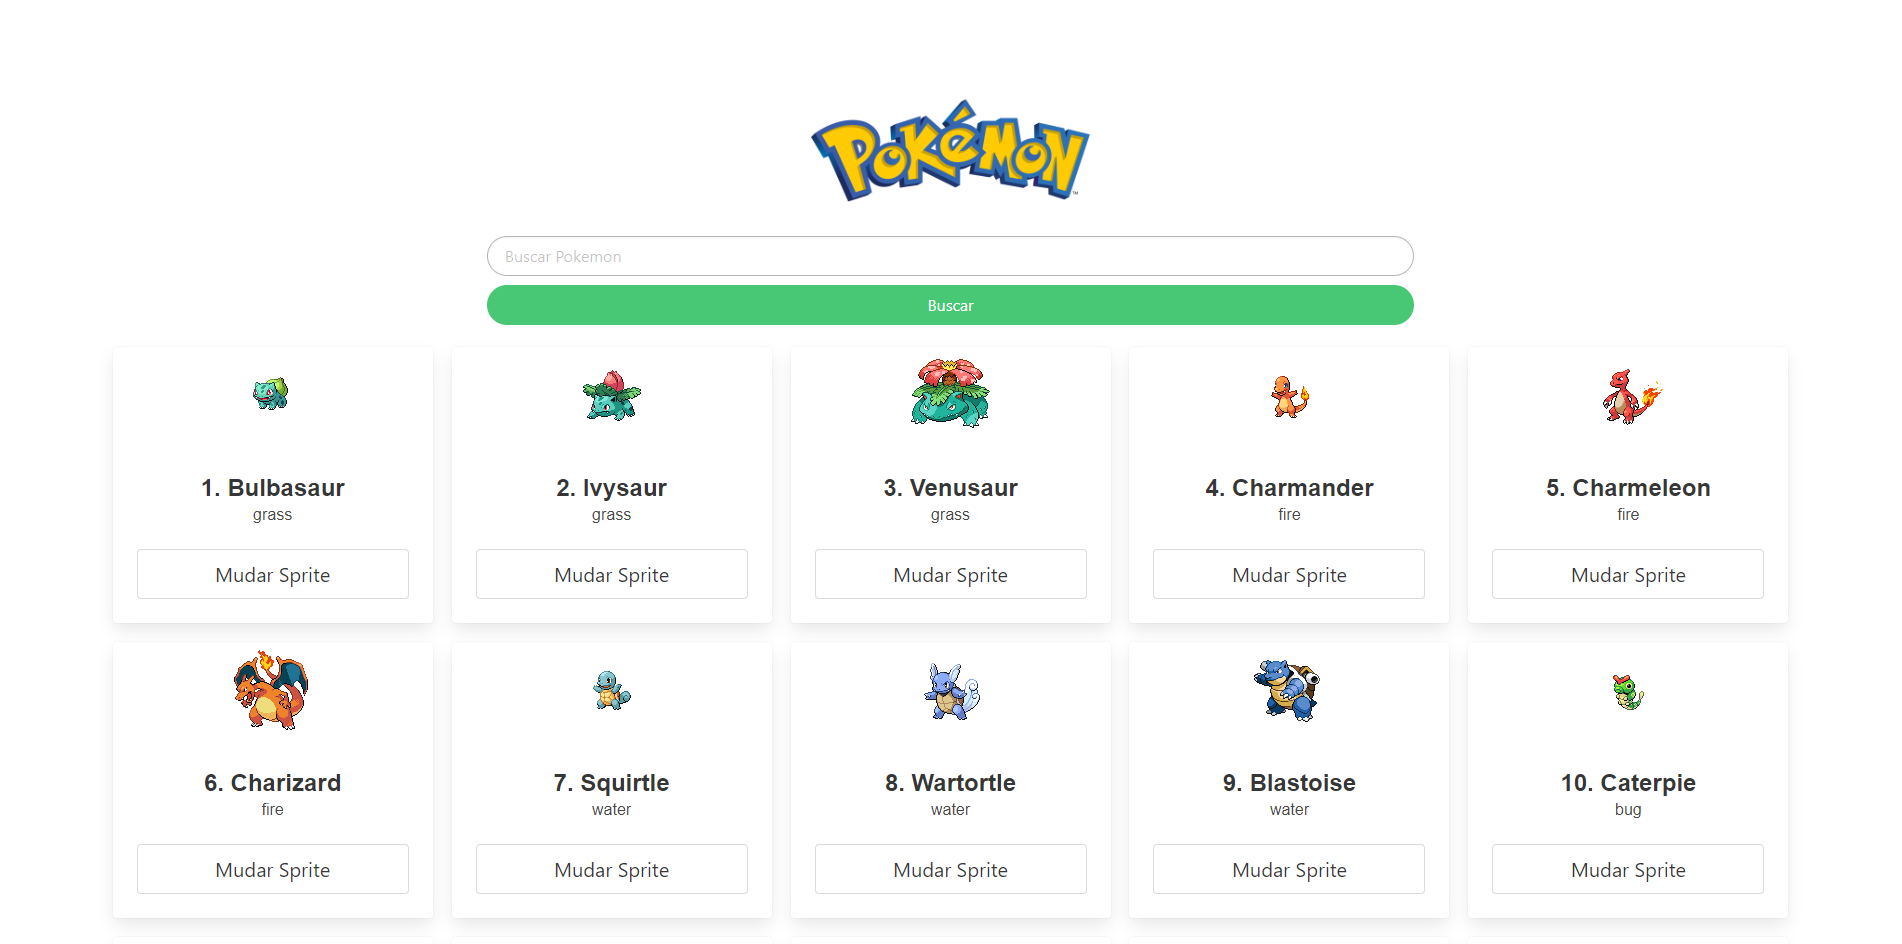 POKéMON
™
Buscar Pokemon
Buscar
1. Bulbasaur
grass
Mudar Sprite
2. Ivysaur
grass
Mudar Sprite
3. Venusaur
grass
Mudar Sprite
4. Charmander
fire
Mudar Sprite
5. Charmeleon
fire
Mudar Sprite
6. Charizard
fire
Mudar Sprite
7. Squirtle
water
Mudar Sprite
8. Wartortle
water
Mudar Sprite
9. Blastoise
water
Mudar Sprite
10. Caterpie
bug
Mudar Sprite